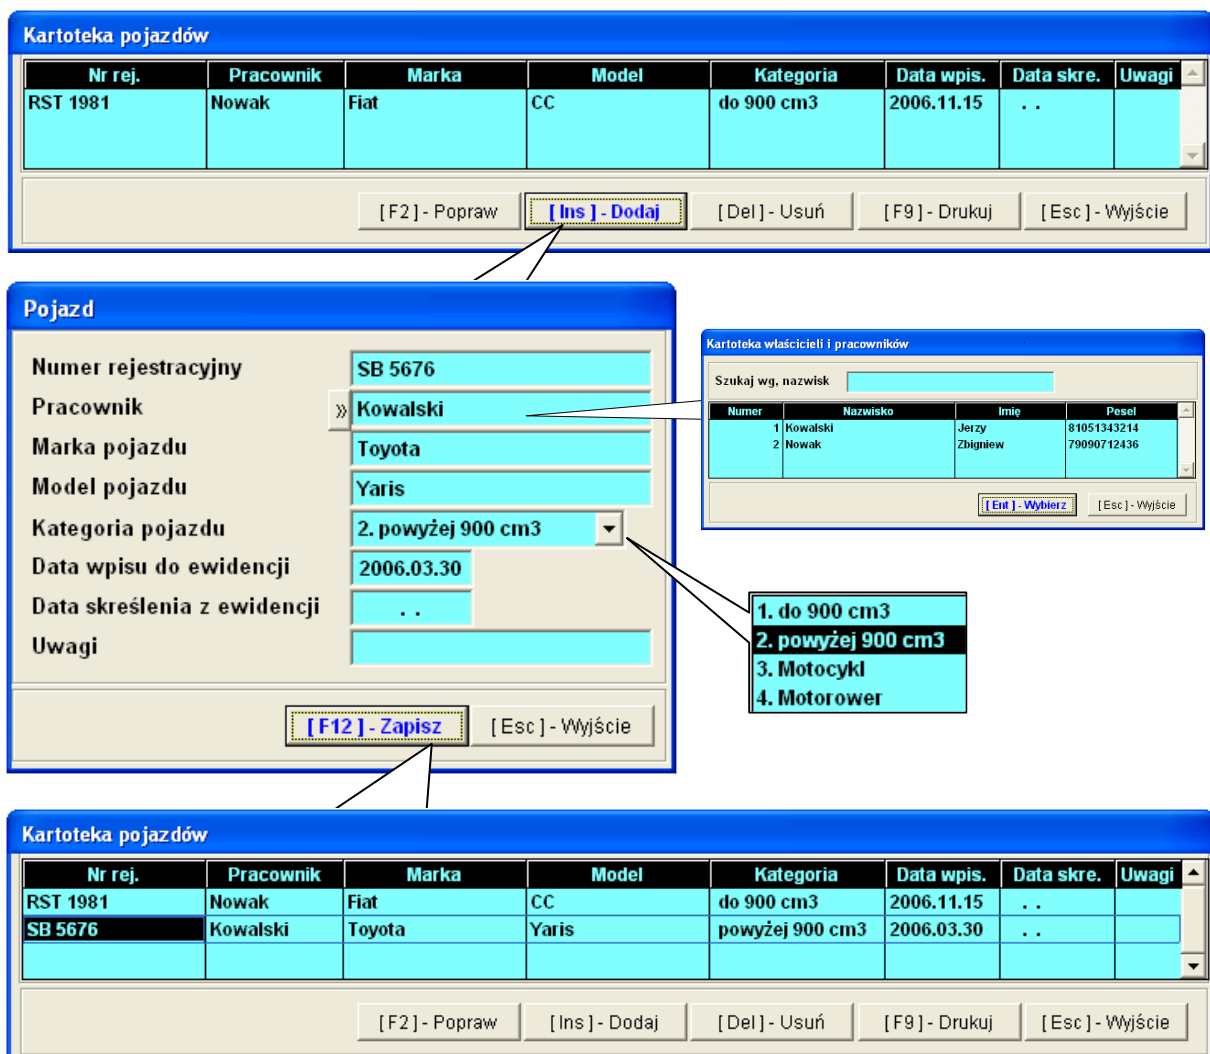 Kartoteka pojazdów
Nr rej. Pracownik Marka Model Kategoria Data wpis. Data skre. Uwagi
RST 1981 Nowak Fiat CC do 900 cm3 2006.11.15 . .
[ F2 ] - Popraw [ Ins ] - Dodaj [ Del ] - Usuń [ F9 ] - Drukuj [ Esc ] - Wyjście
Pojazd
Numer rejestracyjny SB 5676
Pracownik » Kowalski
Marka pojazdu Toyota
Model pojazdu Yaris
Kategoria pojazdu 2. powyżej 900 cm3
Data wpisu do ewidencji 2006.03.30
Data skreślenia z ewidencji . .
Uwagi
[ F12 ] - Zapisz [ Esc ] - Wyjście
Kartoteka właścicieli i pracowników
Szukaj wg, nazwisk
Numer Nazwisko Imię Pesel
1 Kowalski Jerzy 81051343214
2 Nowak Zbigniew 79090712436
[ Ent ] - Wybierz [ Esc ] - Wyjście
1. do 900 cm3
2. powyżej 900 cm3
3. Motocykl
4. Motorower
Kartoteka pojazdów
Nr rej. Pracownik Marka Model Kategoria Data wpis. Data skre. Uwagi
RST 1981 Nowak Fiat CC do 900 cm3 2006.11.15 . .
SB 5676 Kowalski Toyota Yaris powyżej 900 cm3 2006.03.30 . .
[ F2 ] - Popraw [ Ins ] - Dodaj [ Del ] - Usuń [ F9 ] - Drukuj [ Esc ] - Wyjście